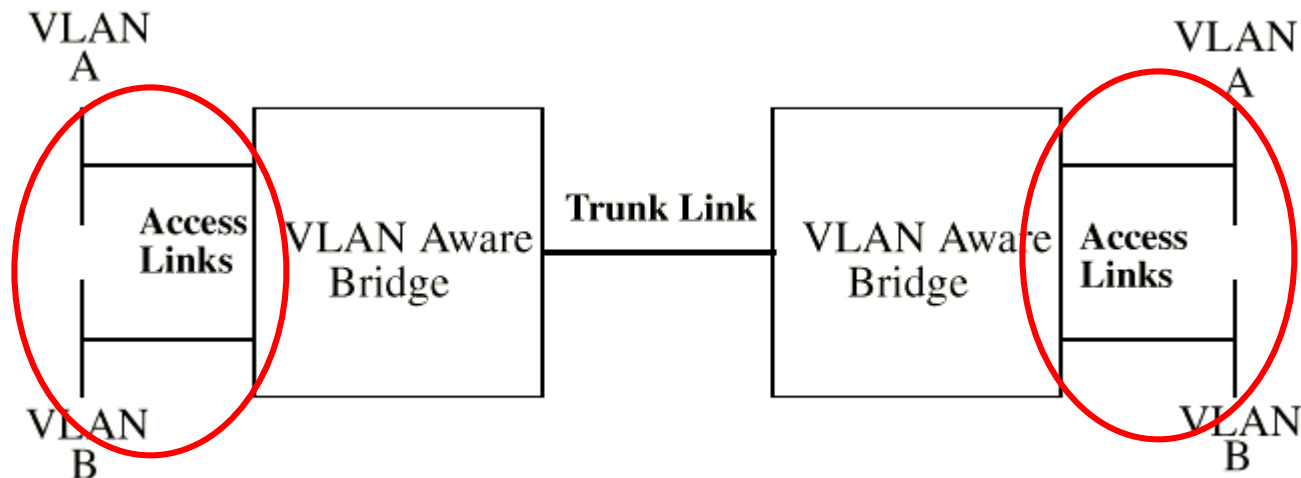 VLAN
A
VLAN
A
Access
Links
VLAN Aware
Bridge
Trunk Link
VLAN Aware
Bridge
Access
Links
VLAN
B
VLAN
B